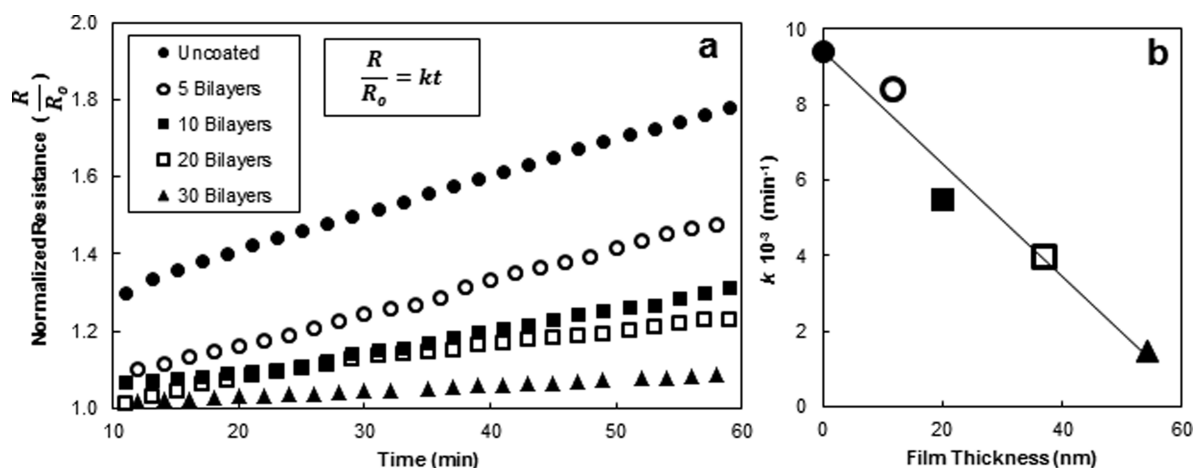 a
Uncoated
5 Bilayers
10 Bilayers
20 Bilayers
30 Bilayers
R/Rₒ = kt
Normalized Resistance (R/Rₒ)
2.0
1.8
1.6
1.4
1.2
1.0
10 20 30 40 50 60
Time (min)
b
k 10⁻³ (min⁻¹)
10
8
6
4
2
0
0 20 40 60
Film Thickness (nm)